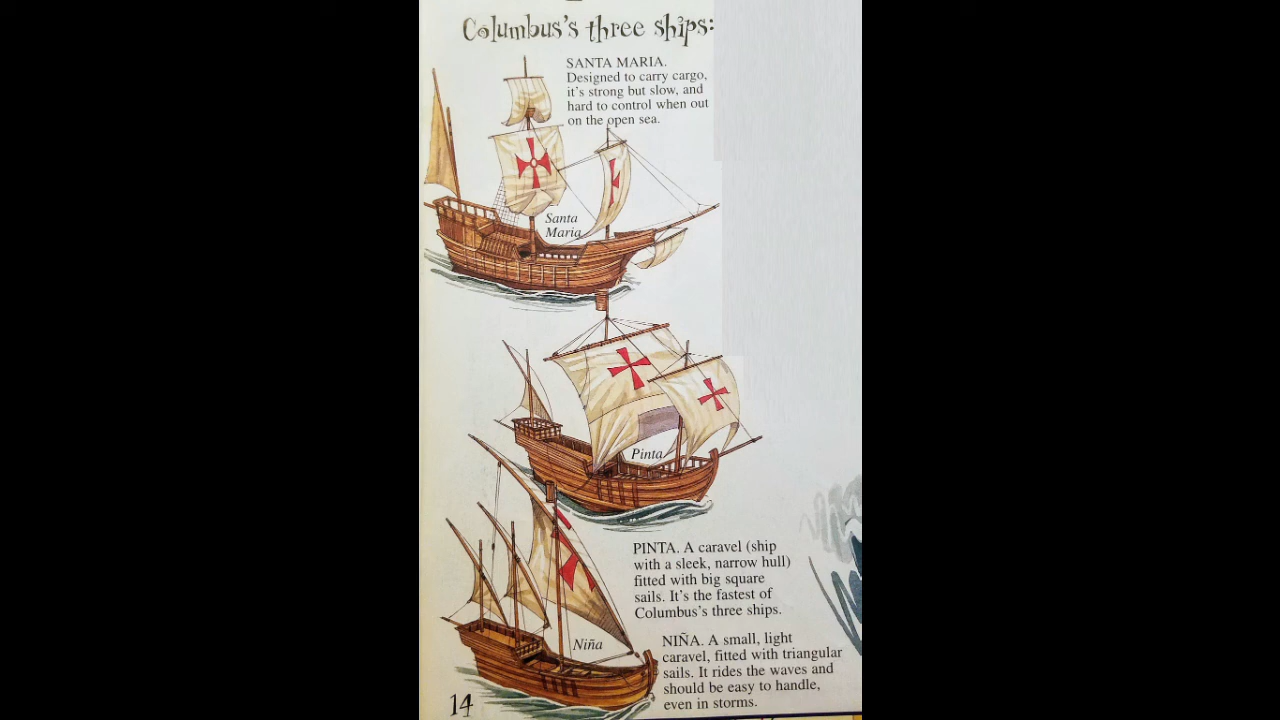 Columbus's three ships:
SANTA MARIA.
Designed to carry cargo,
it's strong but slow, and
hard to control when out
on the open sea.
Santa
Maria
Pinta
PINTA. A caravel (ship
with a sleek, narrow hull)
fitted with big square
sails. It's the fastest of
Columbus's three ships.
Niña
NIÑA. A small, light
caravel, fitted with triangular
sails. It rides the waves and
should be easy to handle,
even in storms.
14